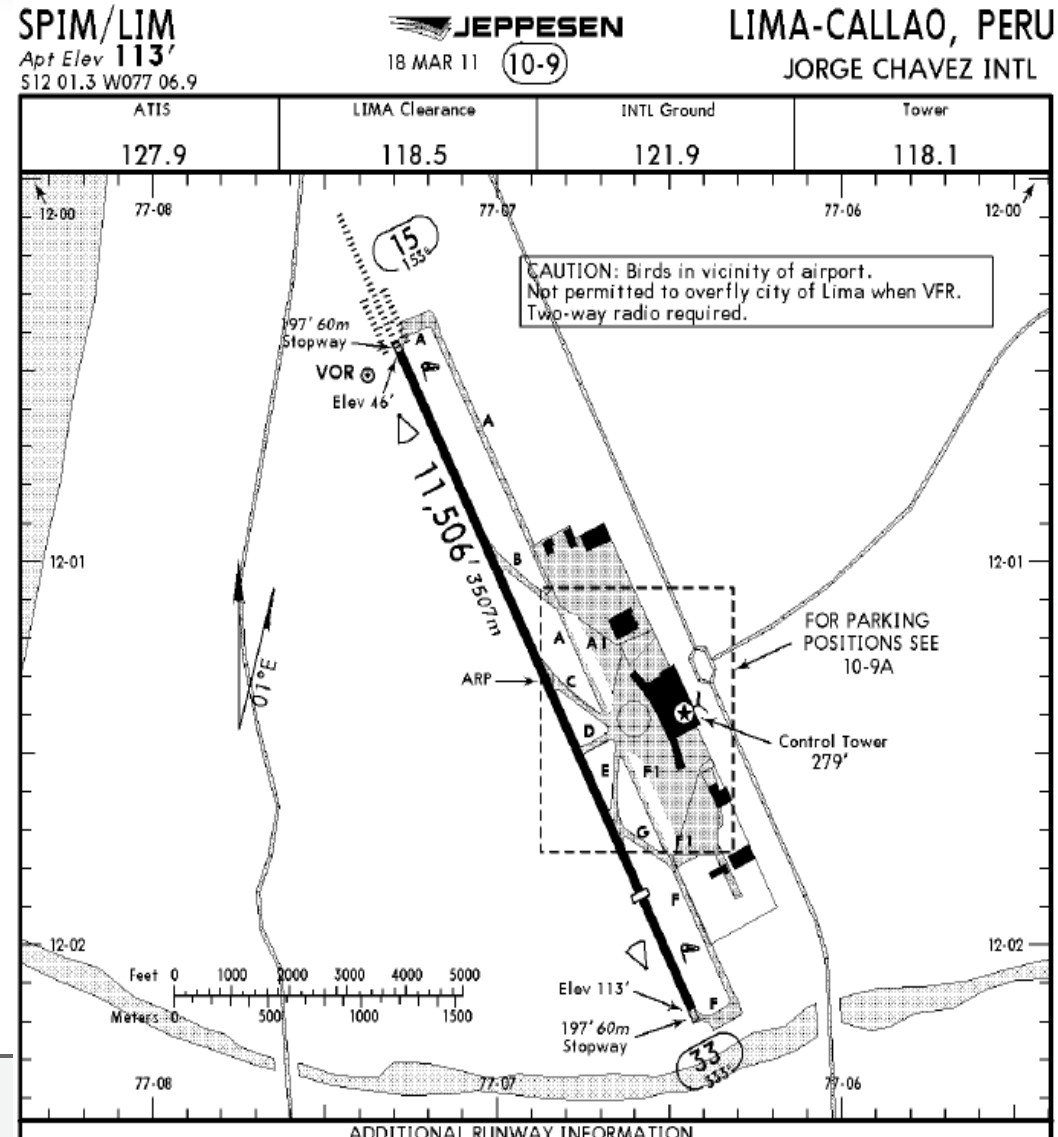 SPIM/LIM
Apt Elev 113'
S12 01.3 W077 06.9
JEPPESEN
18 MAR 11 10-9
LIMA-CALLAO, PERU
JORGE CHAVEZ INTL
ATIS
127.9
LIMA Clearance
118.5
INTL Ground
121.9
Tower
118.1
12-00 77-08 77-07 77-06 12-00
15
153°
CAUTION: Birds in vicinity of airport.
Not permitted to overfly city of Lima when VFR.
Two-way radio required.
197' 60m
Stopway
A
VOR
Elev 46'
A
11,506' 3507m
12-01
B
12-01
FOR PARKING
POSITIONS SEE
10-9A
A
A1
01°E
ARP
C
D
Control Tower
279'
E
F1
G
F1
F
12-02
12-02
Feet 0 1000 2000 3000 4000 5000
Meters 0 500 1000 1500
Elev 113'
F
197' 60m
Stopway
33
333°
77-08 77-07 77-06
ADDITIONAL RUNWAY INFORMATION